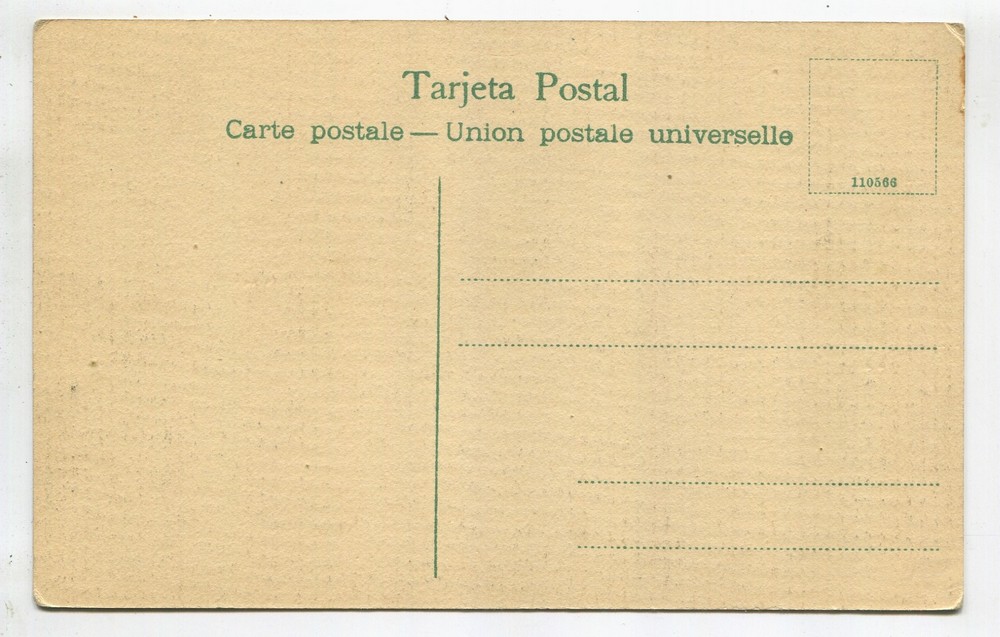 Tarjeta Postal
Carte postale — Union postale universelle
110566